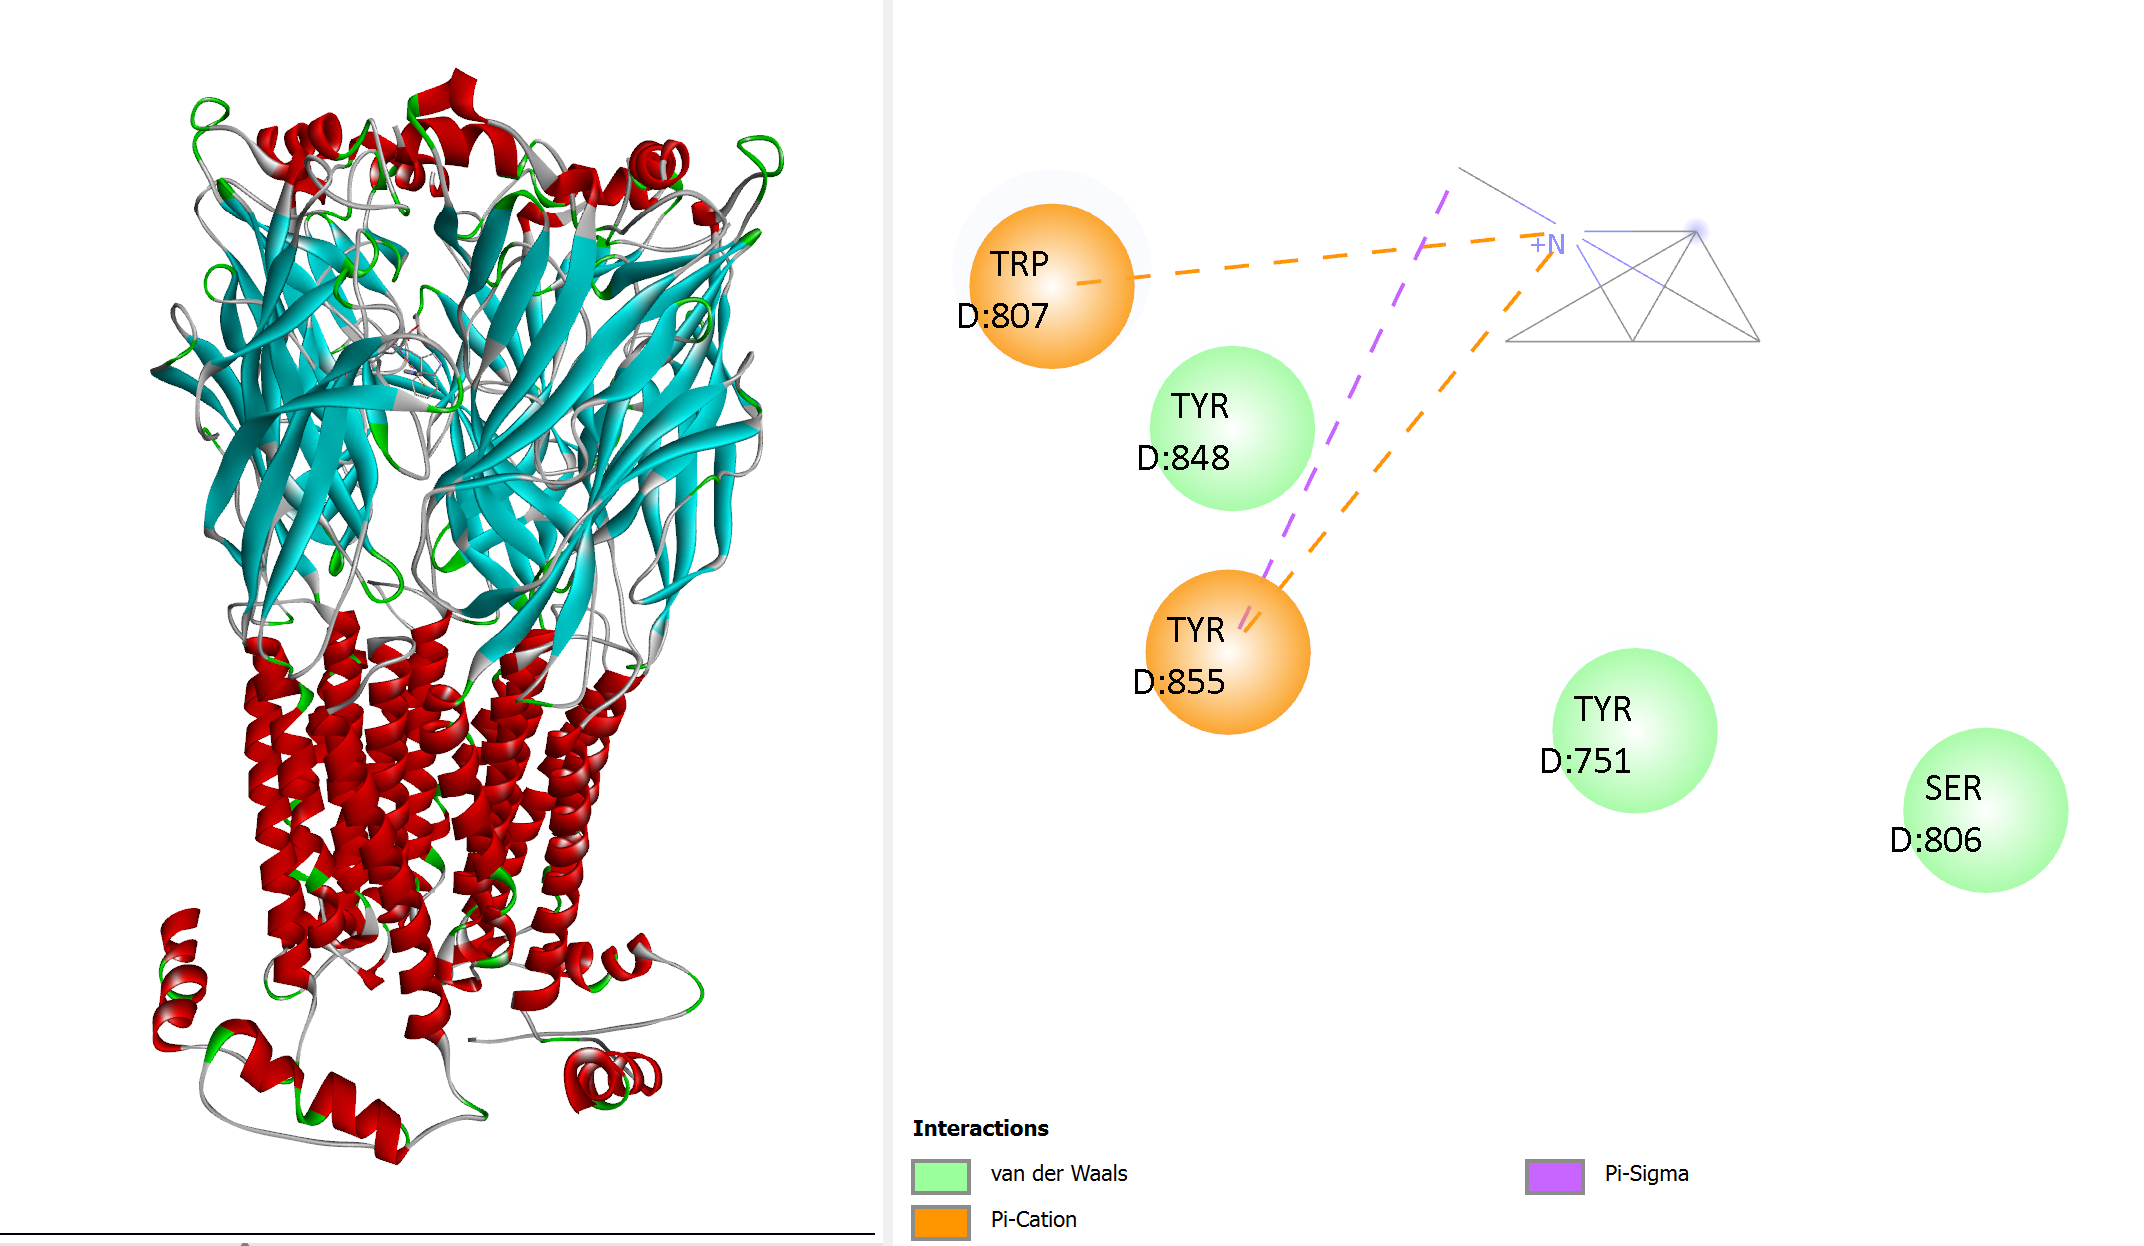 TRP
D:807
+N
TYR
D:848
TYR
D:855
TYR
D:751
SER
D:806
Interactions
van der Waals
Pi-Cation
Pi-Sigma